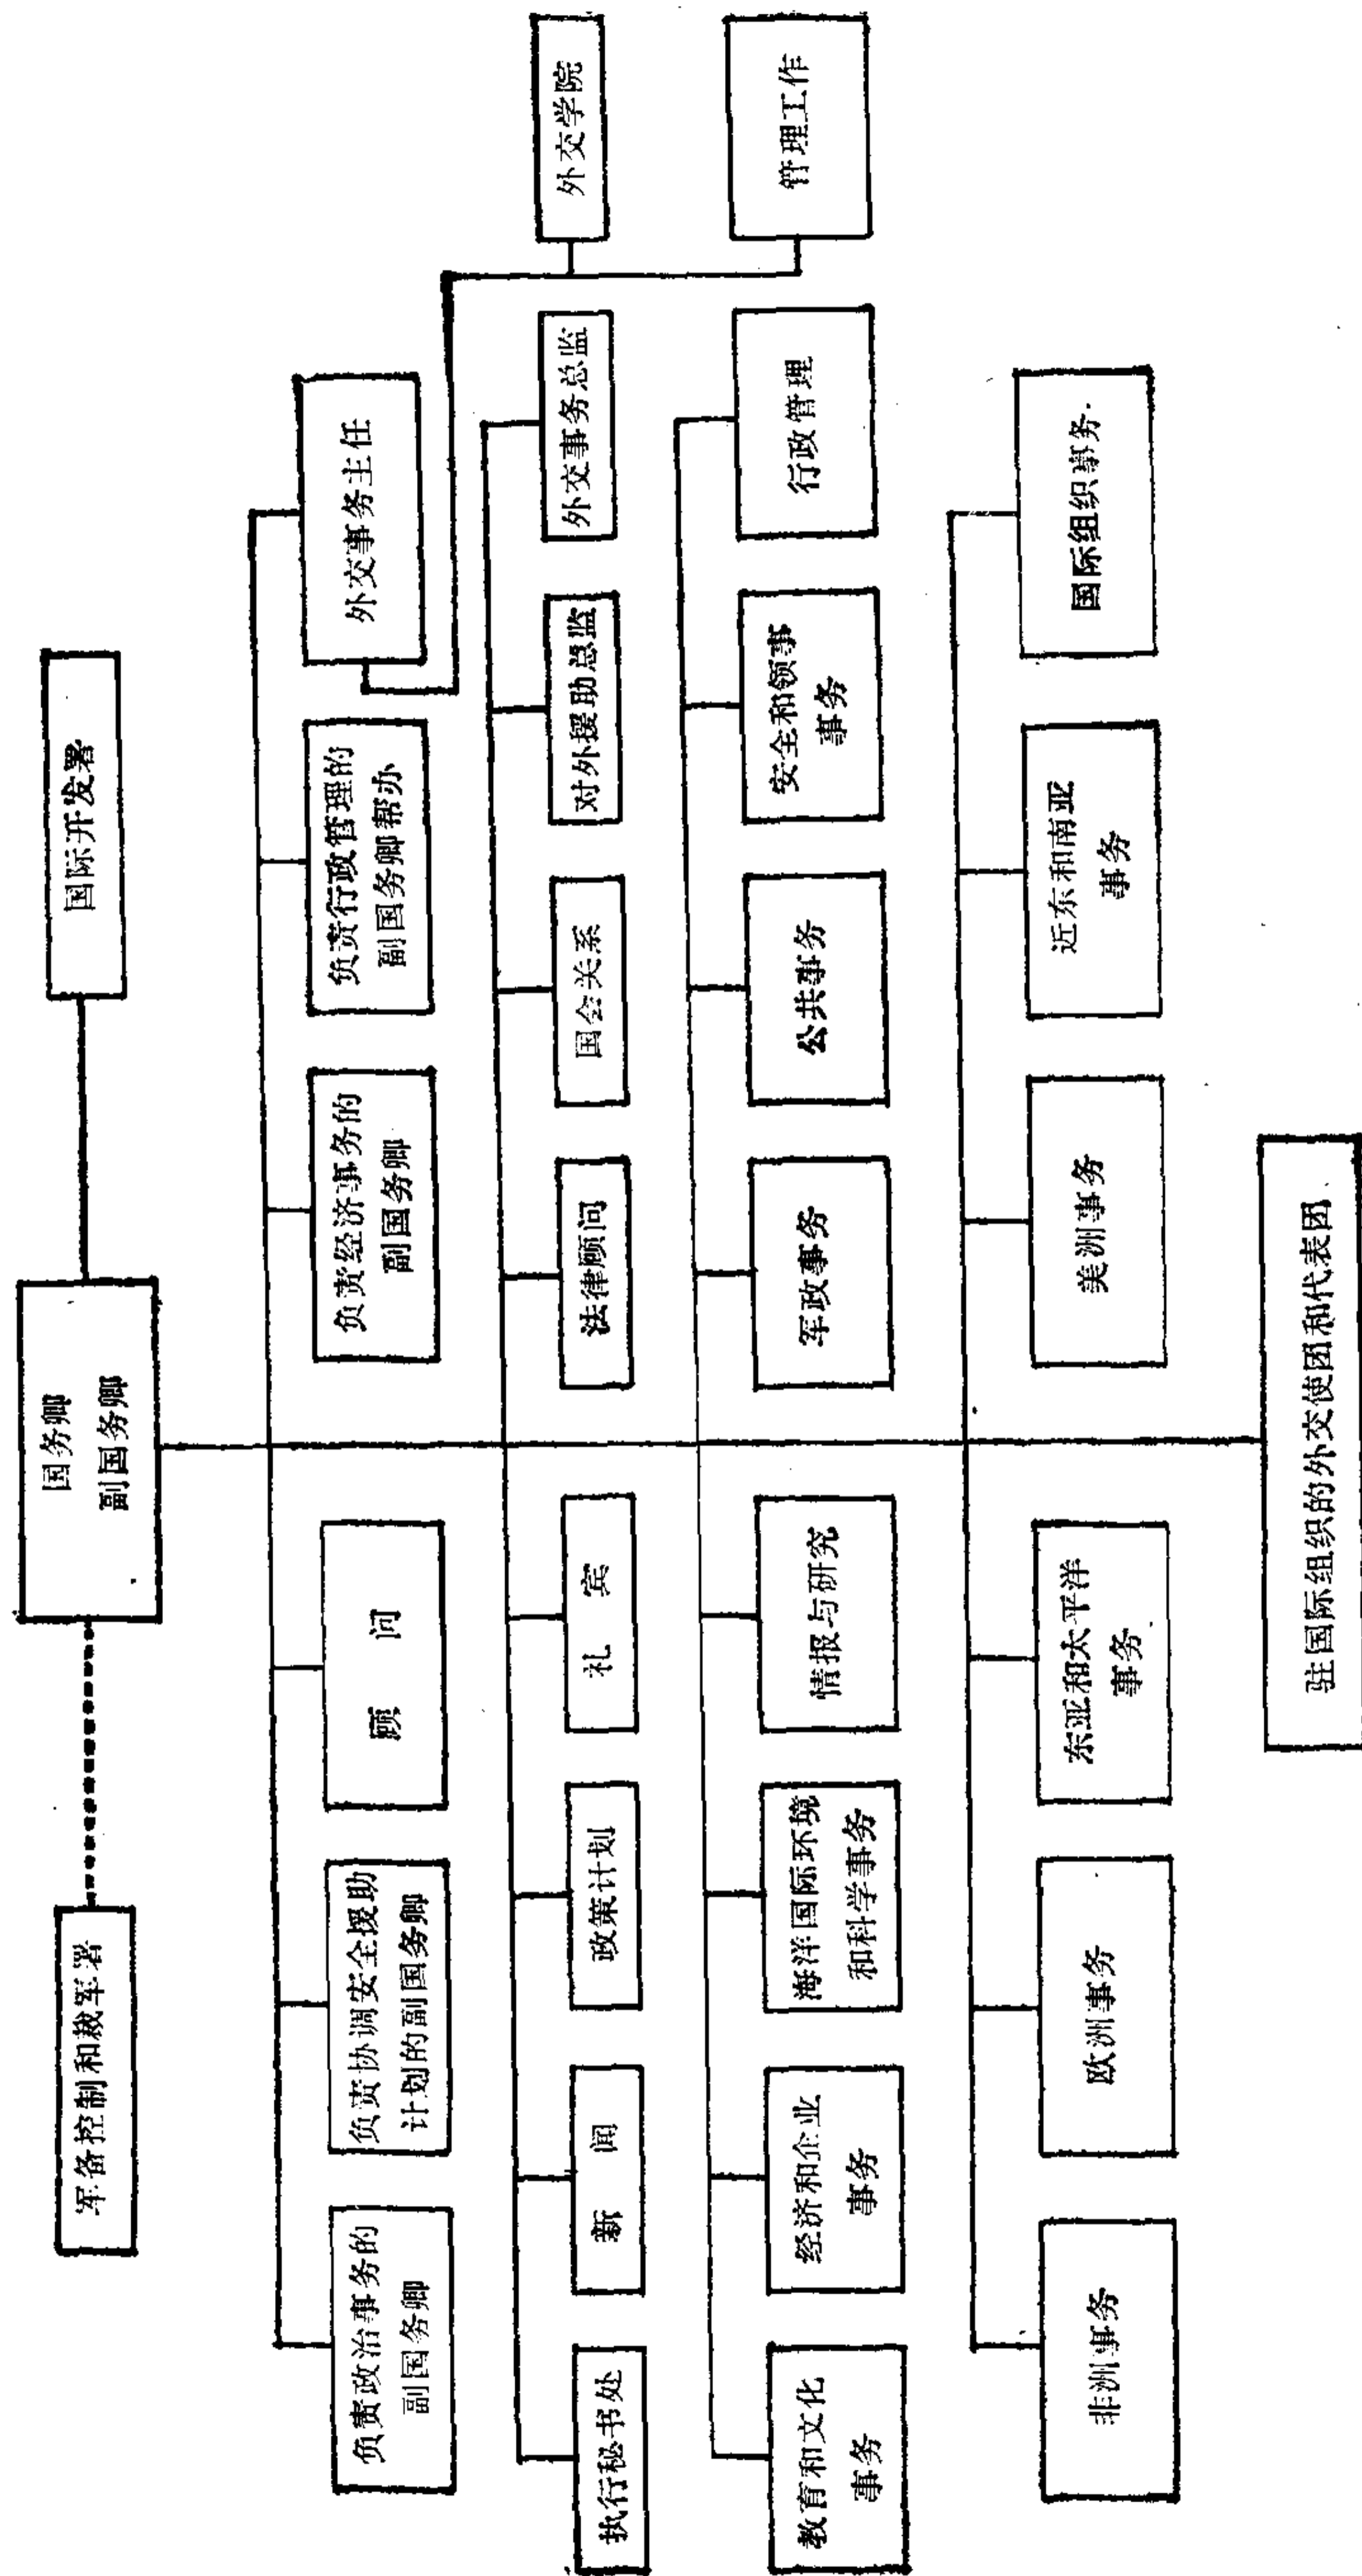 国务卿
副国务卿
军备控制和裁军署
国际开发署
负责政治事务的
副国务卿
负责协调安全援助
计划的副国务卿
顾问
负责经济事务的
副国务卿
负责行政管理的
副国务卿帮办
外交事务主任
执行秘书处
新闻
政策计划
礼宾
法律顾问
国会关系
对外援助总监
外交事务总监
外交学院
教育和文化
事务
经济和企业
事务
海洋国际环境
和科学事务
情报与研究
军政事务
公共事务
安全和领事
事务
行政管理
管理工作
非洲事务
欧洲事务
东亚和太平洋
事务
美洲事务
近东和南亚
事务
国际组织事务
驻国际组织的外交使团和代表团